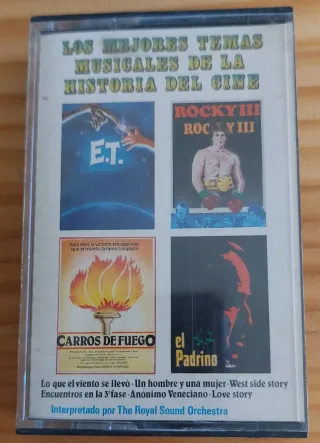 LOS MEJORES TEMAS
MUSICALES DE LA
HISTORIA DEL CINE
E.T.
ROCKY III
ROCKY III
CARROS DE FUEGO
el
Padrino
Lo que el viento se llevó · Un hombre y una mujer · West side story
Encuentros en la 3ª fase · Anónimo Veneciano · Love story
Interpretado por The Royal Sound Orchestra